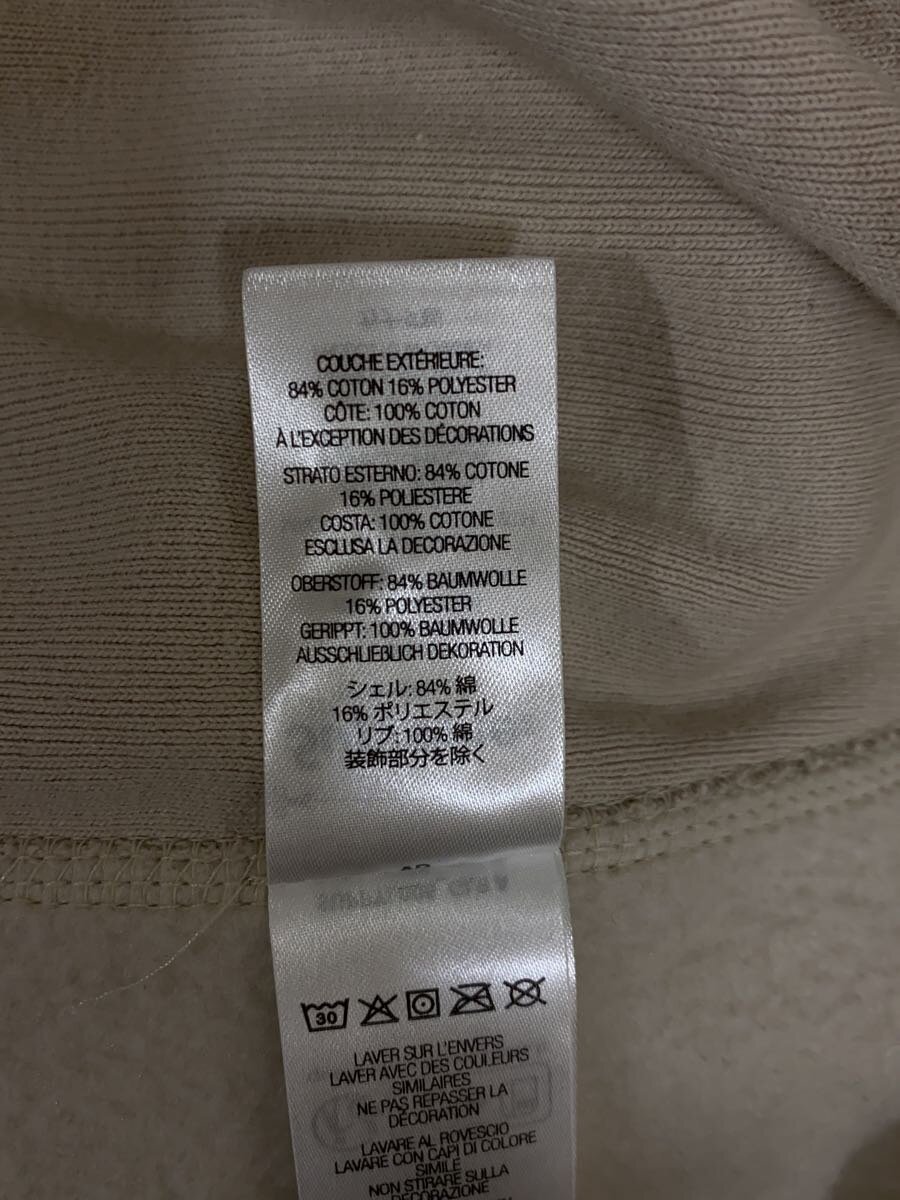 COUCHE EXTÉRIEURE:
84% COTON 16% POLYESTER
CÔTE: 100% COTON
À L'EXCEPTION DES DÉCORATIONS
STRATO ESTERNO: 84% COTONE
16% POLIESTERE
COSTA: 100% COTONE
ESCLUSA LA DECORAZIONE
OBERSTOFF: 84% BAUMWOLLE
16% POLYESTER
GERIPPT: 100% BAUMWOLLE
AUSSCHLIEßLICH DEKORATION
シェル: 84% 綿
16% ポリエステル
リブ: 100% 綿
装飾部分を除く
30
LAVER SUR L'ENVERS
LAVER AVEC DES COULEURS
SIMILAIRES
NE PAS REPASSER LA
DÉCORATION
LAVARE AL ROVESCIO
LAVARE CON CAPI DI COLORE
SIMILE
NON STIRARE SULLA
DECORAZIONE